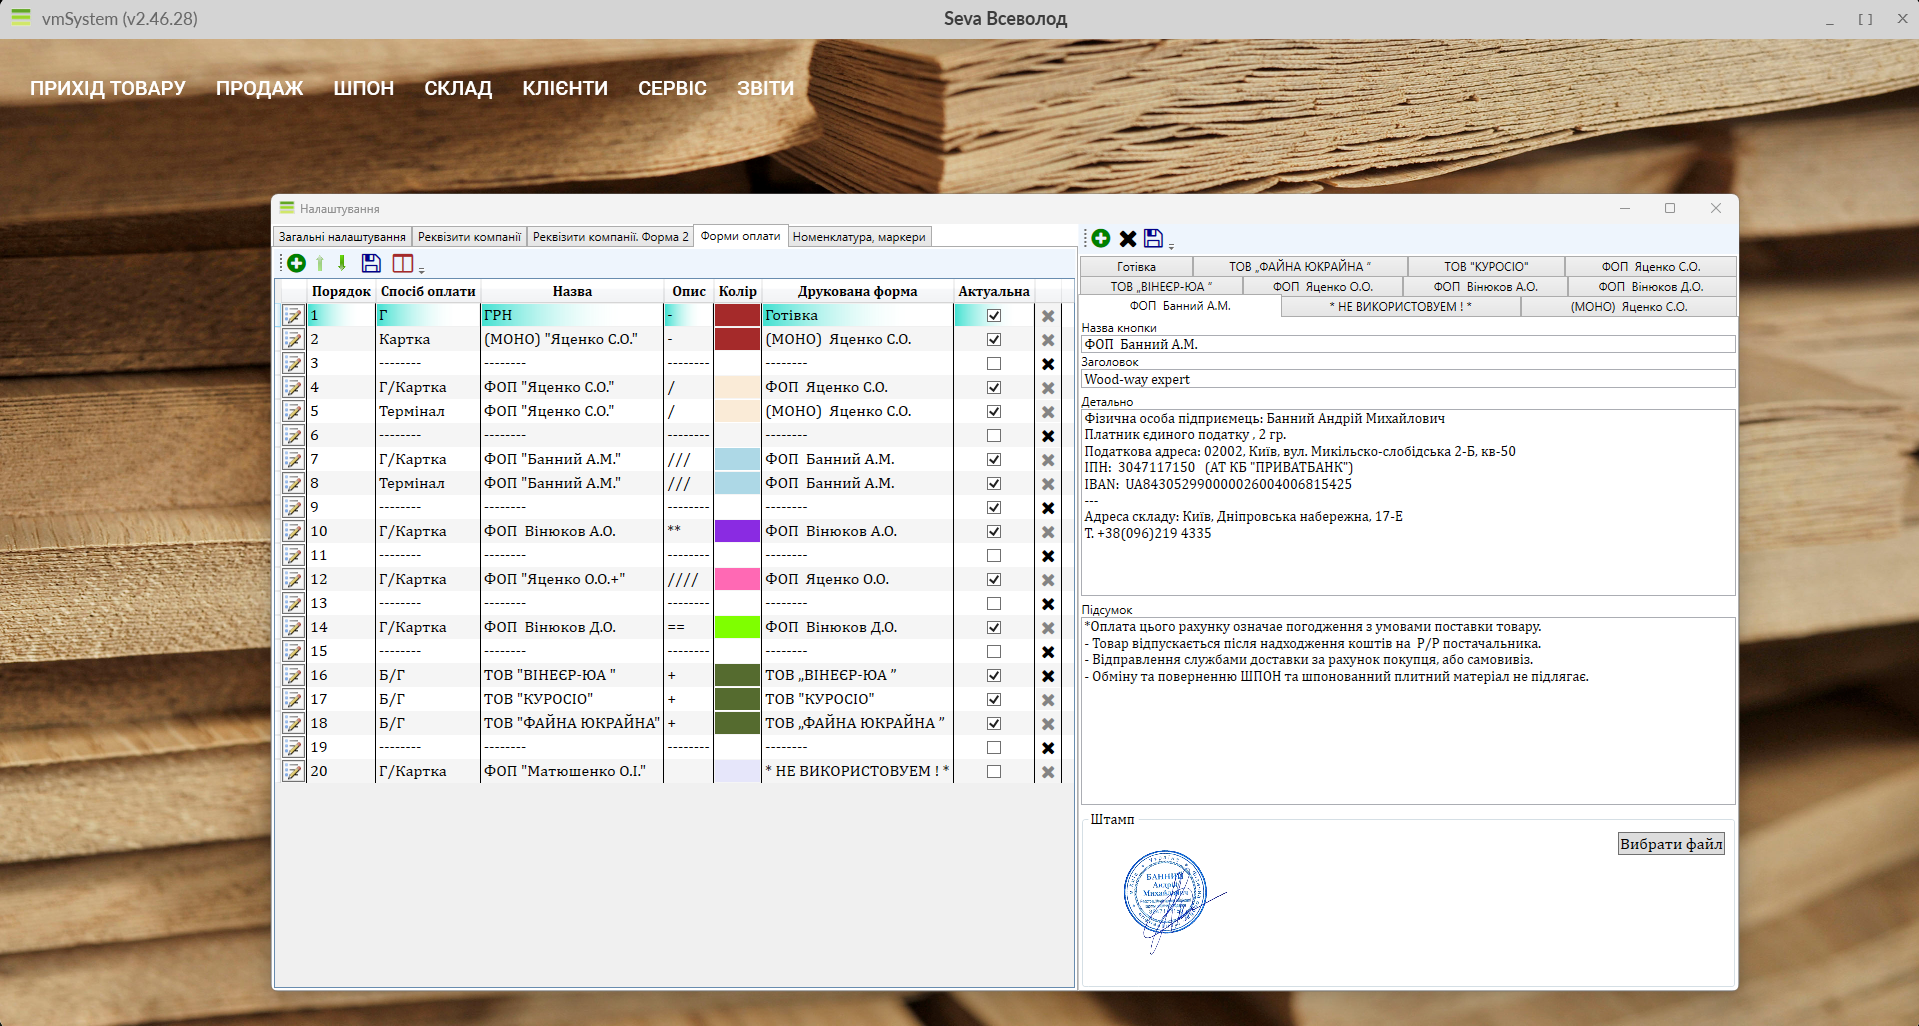 vmSystem (v2.46.28)
Seva Всеволод
ПРИХІД ТОВАРУ ПРОДАЖ ШПОН СКЛАД КЛІЄНТИ СЕРВІС ЗВІТИ
Налаштування
Загальні налаштування Реквізити компанії Реквізити компанії. Форма 2 Форми оплати Номенклатура, маркери
Порядок Спосіб оплати Назва Опис Колір Друкована форма Актуальна
1 Г ГРН - Готівка
2 Картка (МОНО) "Яценко С.О." - (МОНО) Яценко С.О.
3 -------- -------- -------- --------
4 Г/Картка ФОП "Яценко С.О." / ФОП Яценко С.О.
5 Термінал ФОП "Яценко С.О." / (МОНО) Яценко С.О.
6 -------- -------- -------- --------
7 Г/Картка ФОП "Банний А.М." /// ФОП Банний А.М.
8 Термінал ФОП "Банний А.М." /// ФОП Банний А.М.
9 -------- -------- -------- --------
10 Г/Картка ФОП Вінюков А.О. ** ФОП Вінюков А.О.
11 -------- -------- -------- --------
12 Г/Картка ФОП "Яценко О.О.+" //// ФОП Яценко О.О.
13 -------- -------- -------- --------
14 Г/Картка ФОП Вінюков Д.О. == ФОП Вінюков Д.О.
15 -------- -------- -------- --------
16 Б/Г ТОВ "ВІНЕЄР-ЮА " + ТОВ „ВІНЕЄР-ЮА ”
17 Б/Г ТОВ "КУРОСІО" + ТОВ "КУРОСІО"
18 Б/Г ТОВ "ФАЙНА ЮКРАЙНА" + ТОВ „ФАЙНА ЮКРАЙНА ”
19 -------- -------- -------- --------
20 Г/Картка ФОП "Матюшенко О.І." * НЕ ВИКОРИСТОВУЕМ ! *
Готівка ТОВ „ФАЙНА ЮКРАЙНА ” ТОВ "КУРОСІО" ФОП Яценко С.О.
ТОВ „ВІНЕЄР-ЮА ” ФОП Яценко О.О. ФОП Вінюков А.О. ФОП Вінюков Д.О.
ФОП Банний А.М. * НЕ ВИКОРИСТОВУЕМ ! * (МОНО) Яценко С.О.
Назва кнопки
ФОП Банний А.М.
Заголовок
Wood-way expert
Детально
Фізична особа підприємець: Банний Андрій Михайлович
Платник єдиного податку , 2 гр.
Податкова адреса: 02002, Київ, вул. Микільско-слобідська 2-Б, кв-50
ІПН: 3047117150 (АТ КБ "ПРИВАТБАНК")
IBAN: UA843052990000026004006815425
---
Адреса складу: Київ, Дніпровська набережна, 17-Е
Т. +38(096)219 4335
Підсумок
*Оплата цього рахунку означае погодження з умовами поставки товару.
- Товар відпускається після надходження коштів на Р/Р постачальника.
- Відправлення службами доставки за рахунок покупця, або самовивіз.
- Обміну та поверненню ШПОН та шпонований плитний матеріал не підлягає.
Штамп
Вибрати файл
БАННИЙ
Андрій
Михайлович